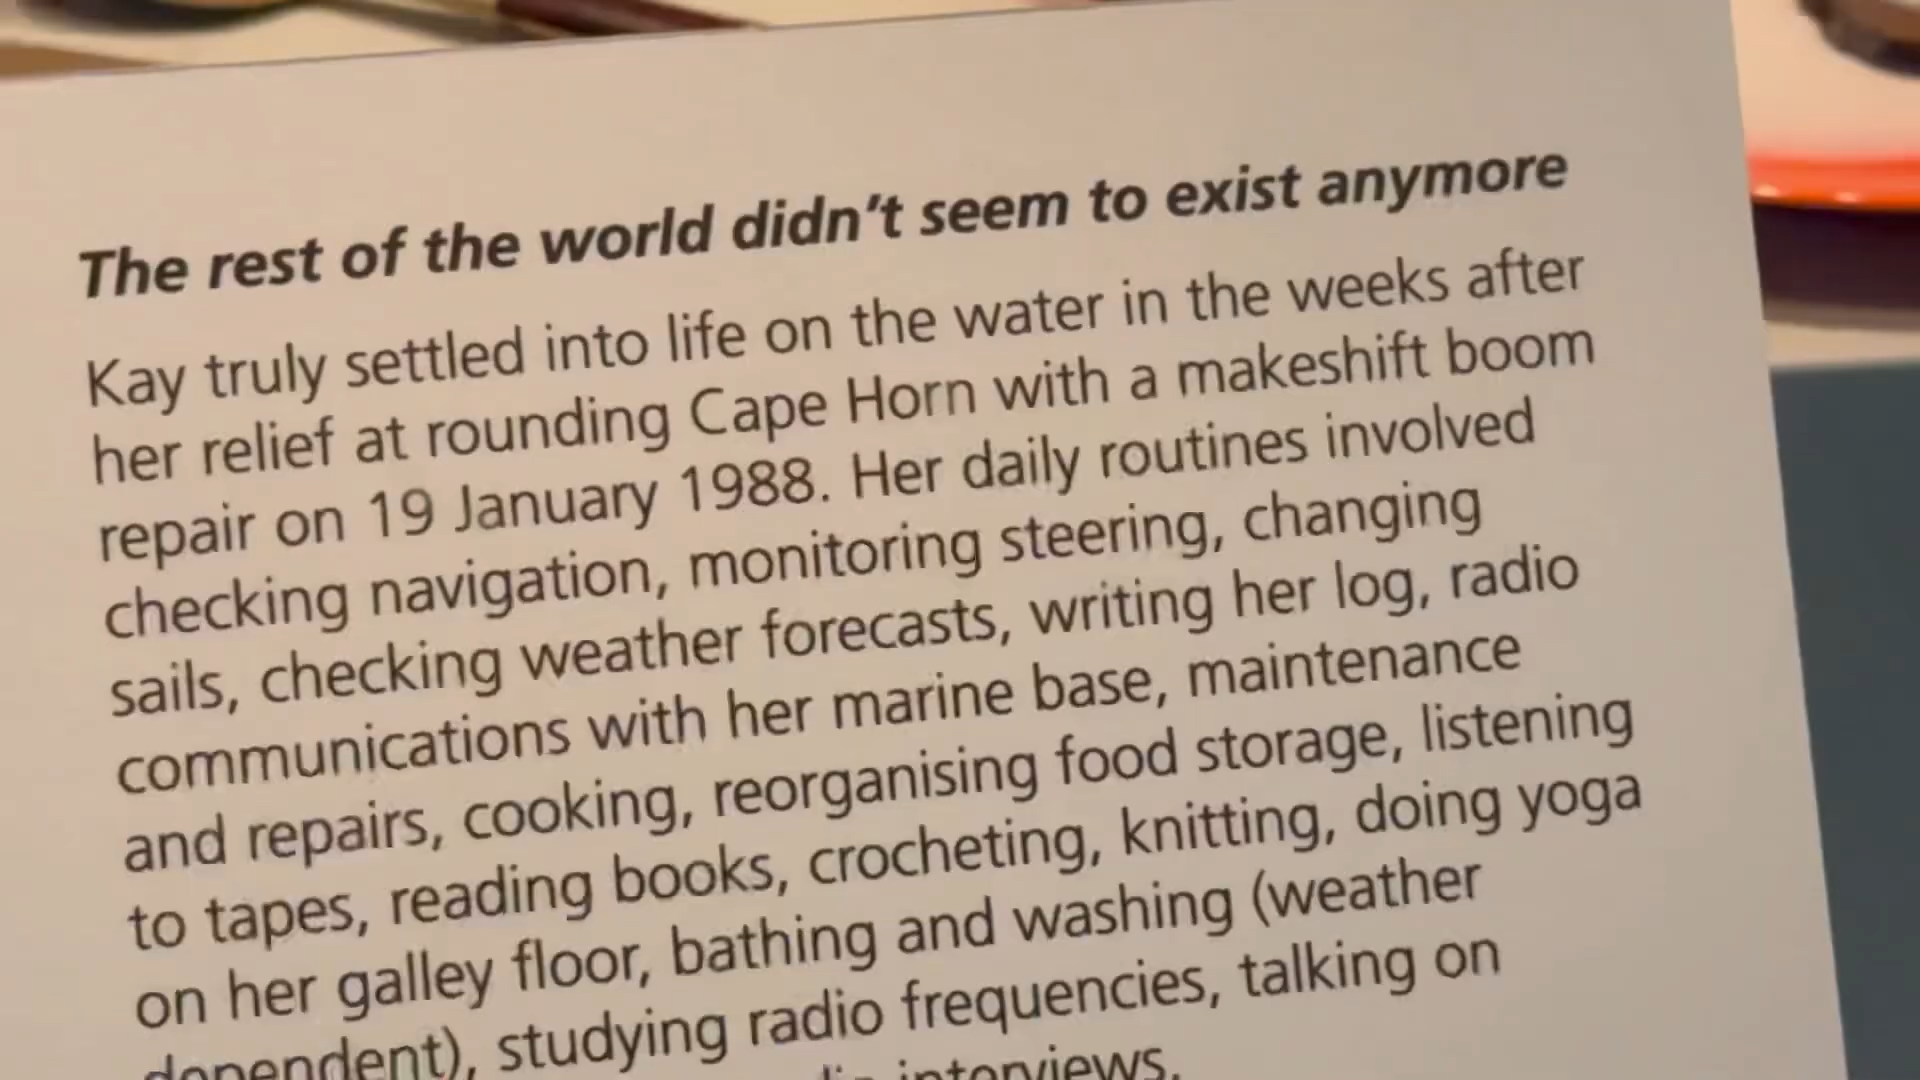 The rest of the world didn’t seem to exist anymore
Kay truly settled into life on the water in the weeks after
her relief at rounding Cape Horn with a makeshift boom
repair on 19 January 1988. Her daily routines involved
checking navigation, monitoring steering, changing
sails, checking weather forecasts, writing her log, radio
communications with her marine base, maintenance
and repairs, cooking, reorganising food storage, listening
to tapes, reading books, crocheting, knitting, doing yoga
on her galley floor, bathing and washing (weather
dependent), studying radio frequencies, talking on
interviews.